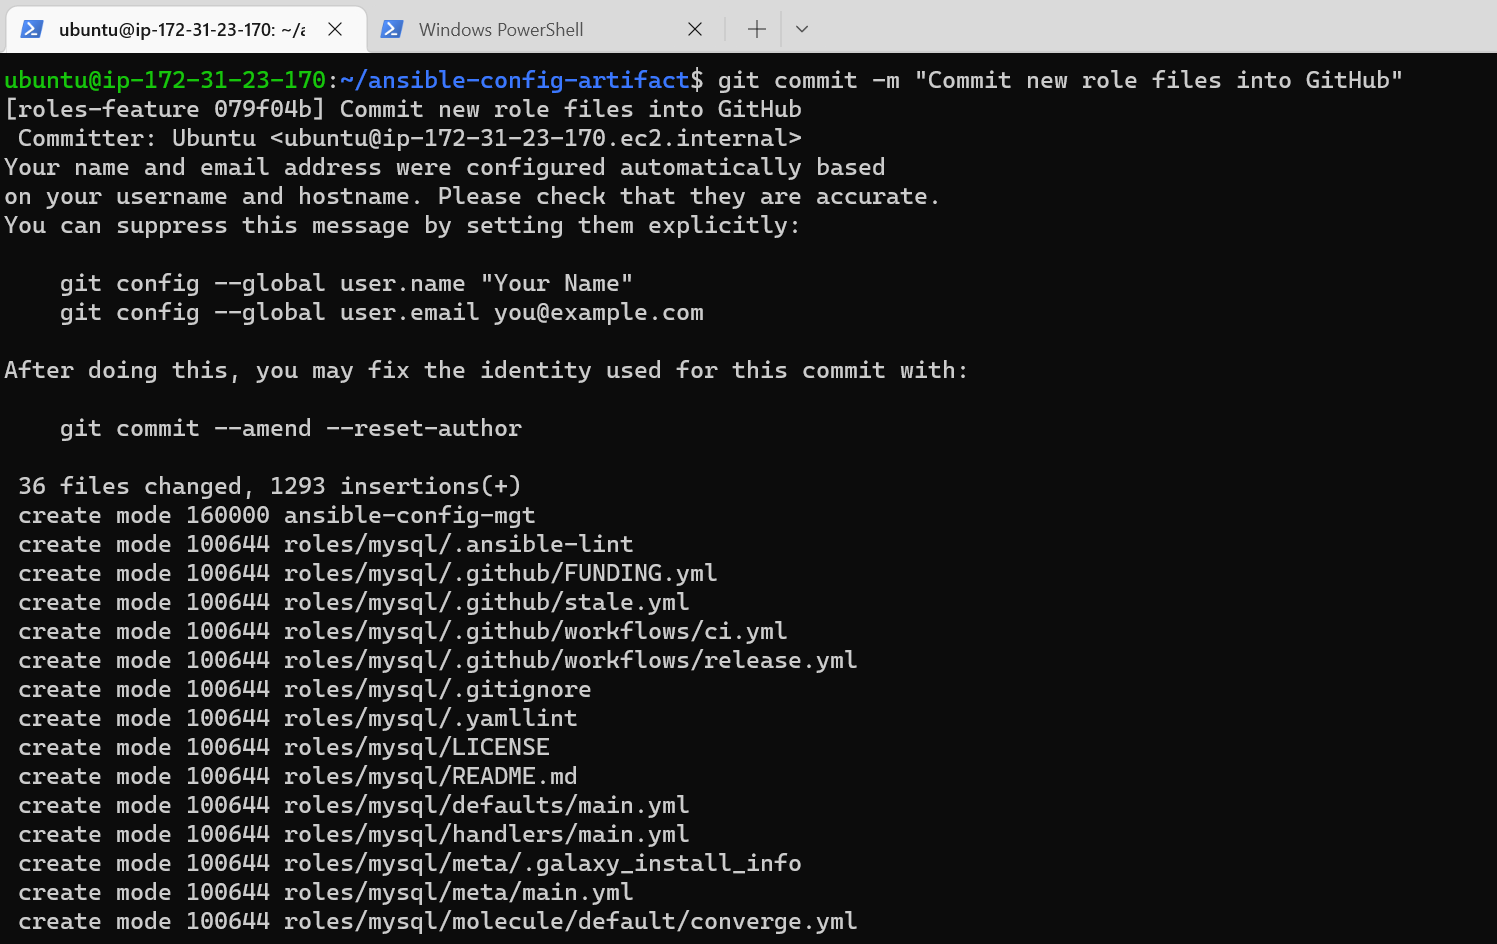 ubuntu@ip-172-31-23-170: ~/a
Windows PowerShell
ubuntu@ip-172-31-23-170:~/ansible-config-artifact$ git commit -m "Commit new role files into GitHub"
[roles-feature 079f04b] Commit new role files into GitHub
 Committer: Ubuntu <ubuntu@ip-172-31-23-170.ec2.internal>
Your name and email address were configured automatically based
on your username and hostname. Please check that they are accurate.
You can suppress this message by setting them explicitly:
    git config --global user.name "Your Name"
    git config --global user.email you@example.com
After doing this, you may fix the identity used for this commit with:
    git commit --amend --reset-author
 36 files changed, 1293 insertions(+)
 create mode 160000 ansible-config-mgt
 create mode 100644 roles/mysql/.ansible-lint
 create mode 100644 roles/mysql/.github/FUNDING.yml
 create mode 100644 roles/mysql/.github/stale.yml
 create mode 100644 roles/mysql/.github/workflows/ci.yml
 create mode 100644 roles/mysql/.github/workflows/release.yml
 create mode 100644 roles/mysql/.gitignore
 create mode 100644 roles/mysql/.yamllint
 create mode 100644 roles/mysql/LICENSE
 create mode 100644 roles/mysql/README.md
 create mode 100644 roles/mysql/defaults/main.yml
 create mode 100644 roles/mysql/handlers/main.yml
 create mode 100644 roles/mysql/meta/.galaxy_install_info
 create mode 100644 roles/mysql/meta/main.yml
 create mode 100644 roles/mysql/molecule/default/converge.yml